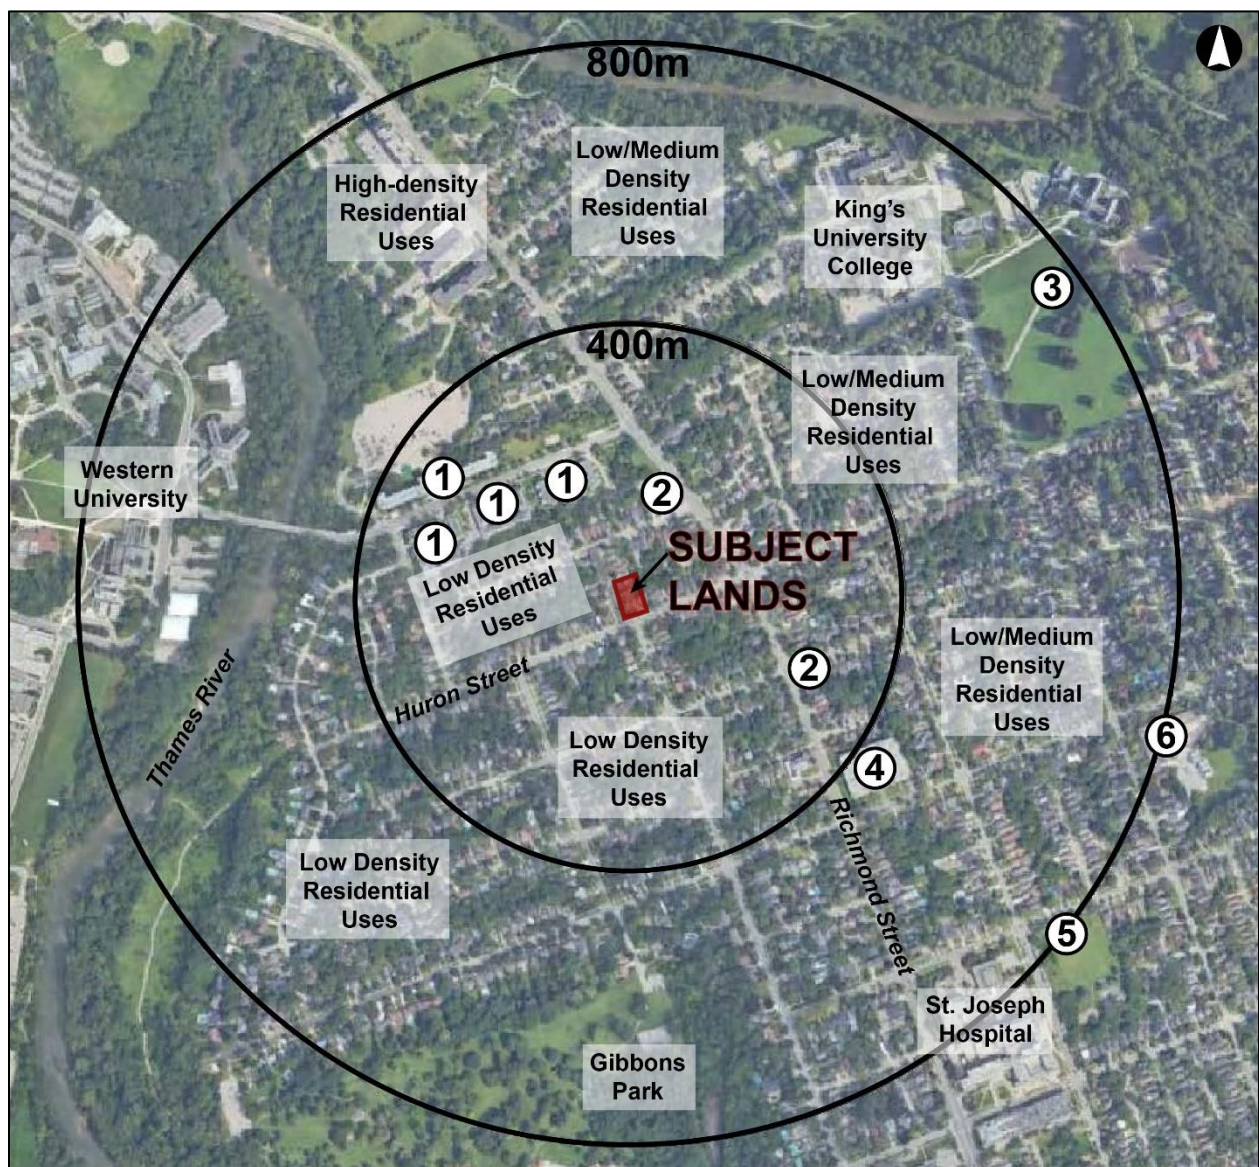 800m
High-density
Residential
Uses
Low/Medium
Density
Residential
Uses
King's
University
College
3
400m
Low/Medium
Density
Residential
Uses
Western
University
1
1
1
1
2
Low Density
Residential
Uses
SUBJECT
LANDS
Huron Street
Thames River
2
Low/Medium
Density
Residential
Uses
6
Low Density
Residential
Uses
4
Richmond Street
Low Density
Residential
Uses
5
St. Joseph
Hospital
Gibbons
Park